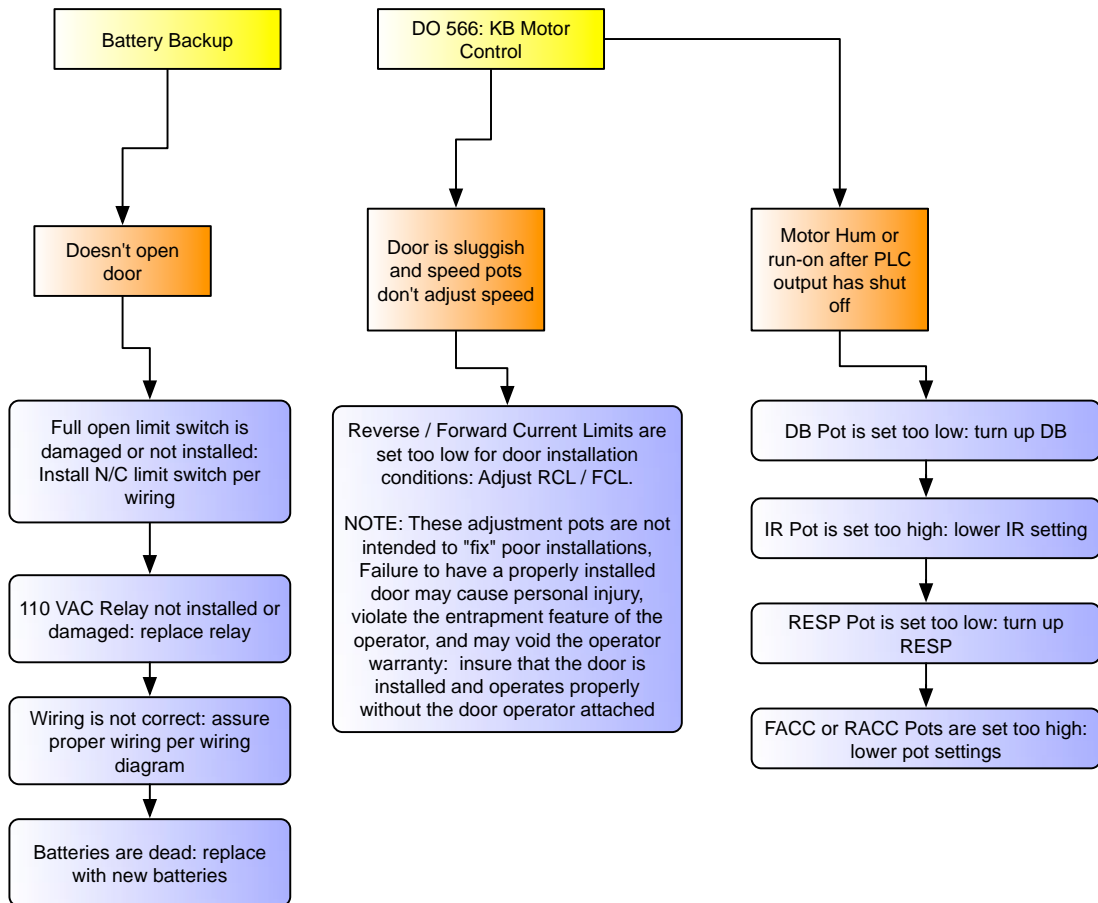 Battery Backup
Doesn't open
door
Full open limit switch is
damaged or not installed:
Install N/C limit switch per
wiring
110 VAC Relay not installed or
damaged: replace relay
Wiring is not correct: assure
proper wiring per wiring
diagram
Batteries are dead: replace
with new batteries
DO 566: KB Motor
Control
Door is sluggish
and speed pots
don't adjust speed
Reverse / Forward Current Limits are
set too low for door installation
conditions: Adjust RCL / FCL.
NOTE: These adjustment pots are not
intended to "fix" poor installations,
Failure to have a properly installed
door may cause personal injury,
violate the entrapment feature of the
operator, and may void the operator
warranty:  insure that the door is
installed and operates properly
without the door operator attached
Motor Hum or
run-on after PLC
output has shut
off
DB Pot is set too low: turn up DB
IR Pot is set too high: lower IR setting
RESP Pot is set too low: turn up
RESP
FACC or RACC Pots are set too high:
lower pot settings